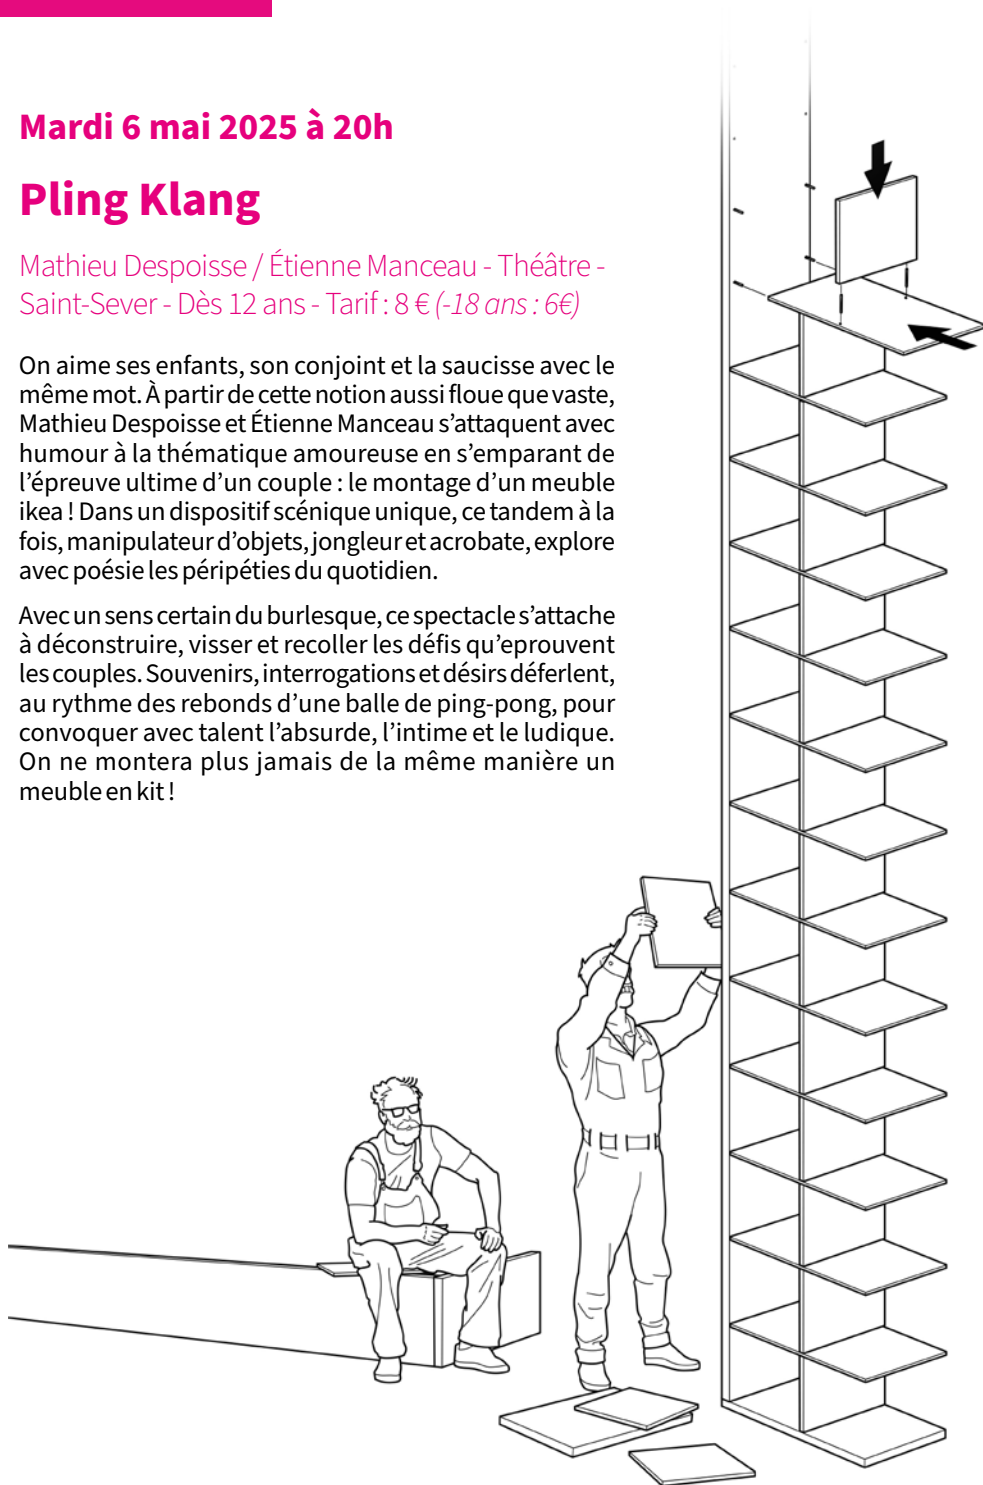 Mardi 6 mai 2025 à 20h
Pling Klang
Mathieu Despoisse / Étienne Manceau - Théâtre -
Saint-Sever - Dès 12 ans - Tarif : 8 € (-18 ans : 6€)
On aime ses enfants, son conjoint et la saucisse avec le
même mot. À partir de cette notion aussi floue que vaste,
Mathieu Despoisse et Étienne Manceau s’attaquent avec
humour à la thématique amoureuse en s’emparant de
l’épreuve ultime d’un couple : le montage d’un meuble
ikea ! Dans un dispositif scénique unique, ce tandem à la
fois, manipulateur d’objets, jongleur et acrobate, explore
avec poésie les péripéties du quotidien.
Avec un sens certain du burlesque, ce spectacle s’attache
à déconstruire, visser et recoller les défis qu’eprouvent
les couples. Souvenirs, interrogations et désirs déferlent,
au rythme des rebonds d’une balle de ping-pong, pour
convoquer avec talent l’absurde, l’intime et le ludique.
On ne montera plus jamais de la même manière un
meuble en kit !